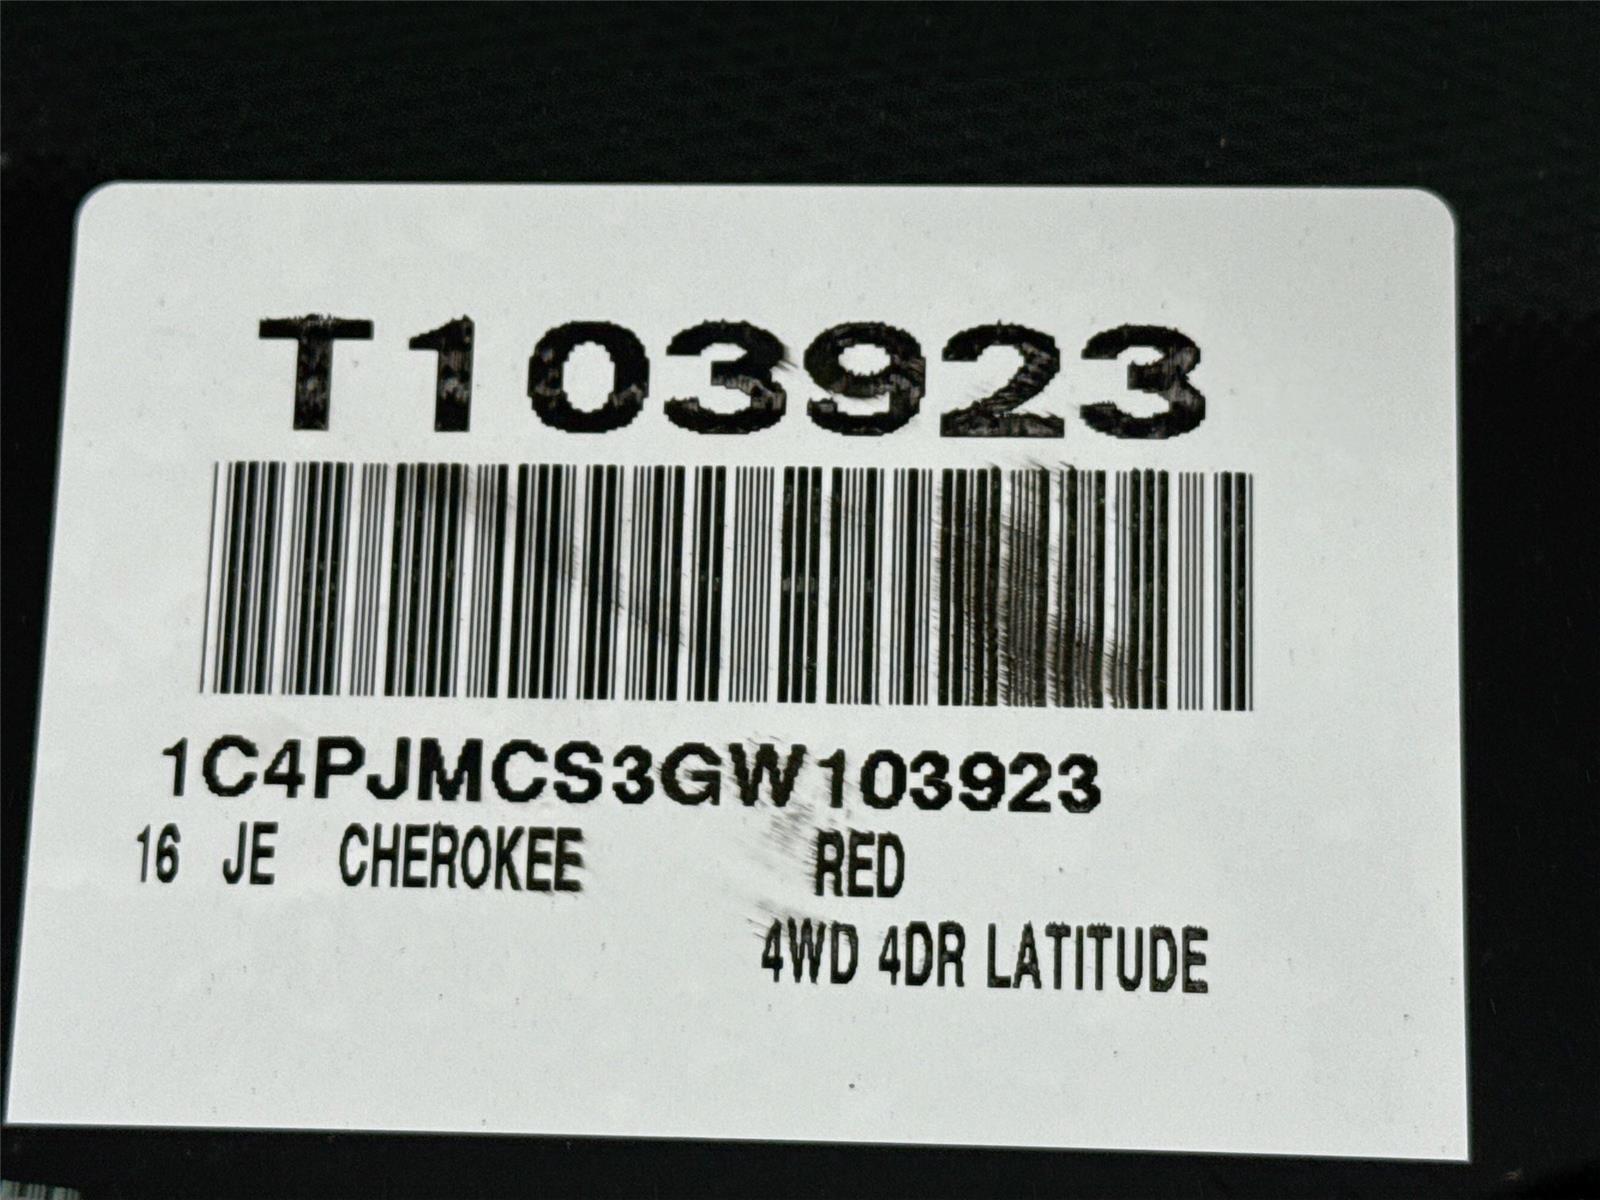 T103923
1C4PJMCS3GW103923
16 JE CHEROKEE RED
4WD 4DR LATITUDE